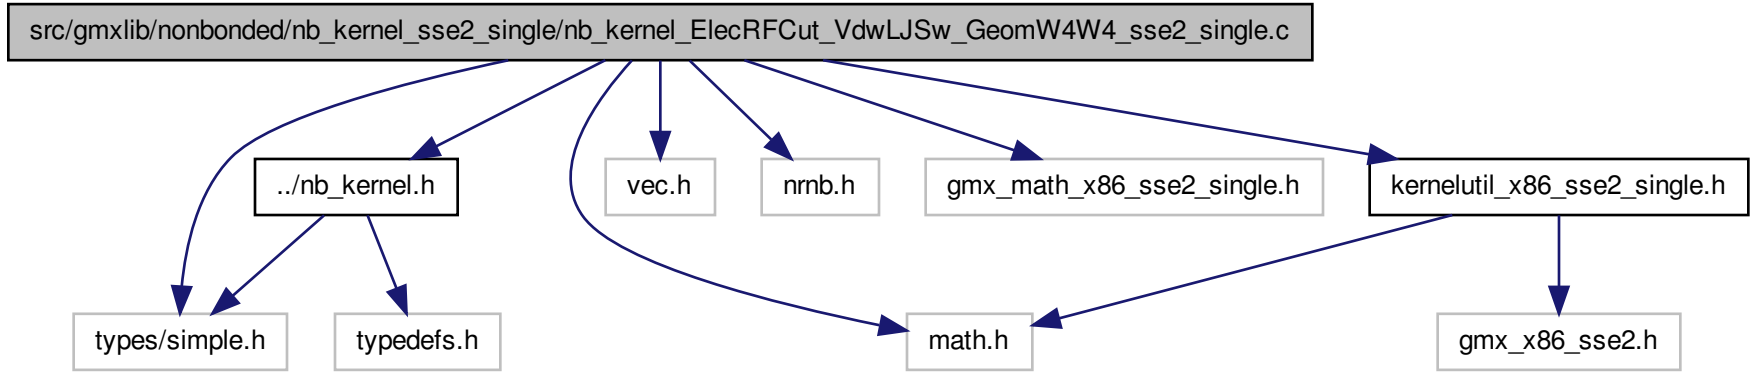 src/gmxlib/nonbonded/nb_kernel_sse2_single/nb_kernel_ElecRFCut_VdwLJSw_GeomW4W4_sse2_single.c
../nb_kernel.h
vec.h
nrnb.h
gmx_math_x86_sse2_single.h
kernelutil_x86_sse2_single.h
types/simple.h
typedefs.h
math.h
gmx_x86_sse2.h